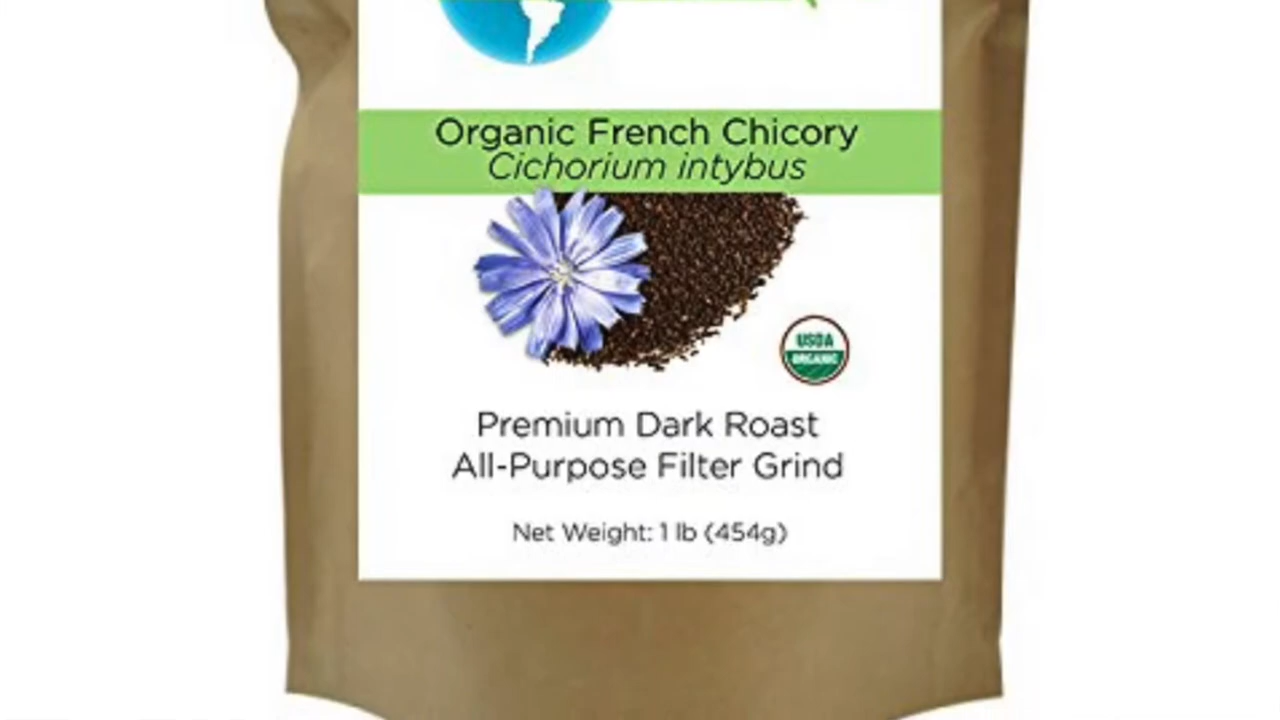 Organic French Chicory
Cichorium intybus
USDA
ORGANIC
Premium Dark Roast
All-Purpose Filter Grind
Net Weight: 1 lb (454g)